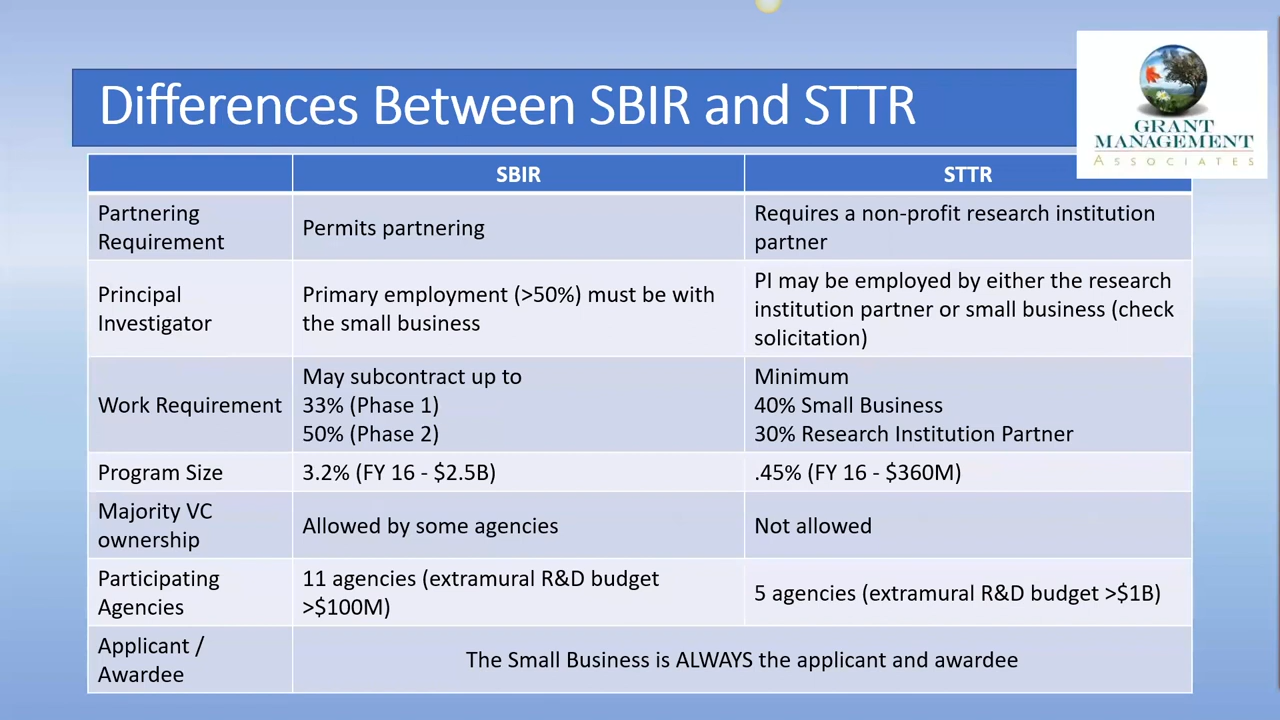 Differences Between SBIR and STTR
GRANT
MANAGEMENT
ASSOCIATES
SBIR
STTR
Partnering
Requirement
Permits partnering
Requires a non-profit research institution
partner
Principal
Investigator
Primary employment (>50%) must be with
the small business
PI may be employed by either the research
institution partner or small business (check
solicitation)
Work Requirement
May subcontract up to
33% (Phase 1)
50% (Phase 2)
Minimum
40% Small Business
30% Research Institution Partner
Program Size
3.2% (FY 16 - $2.5B)
.45% (FY 16 - $360M)
Majority VC
ownership
Allowed by some agencies
Not allowed
Participating
Agencies
11 agencies (extramural R&D budget
>$100M)
5 agencies (extramural R&D budget >$1B)
Applicant /
Awardee
The Small Business is ALWAYS the applicant and awardee